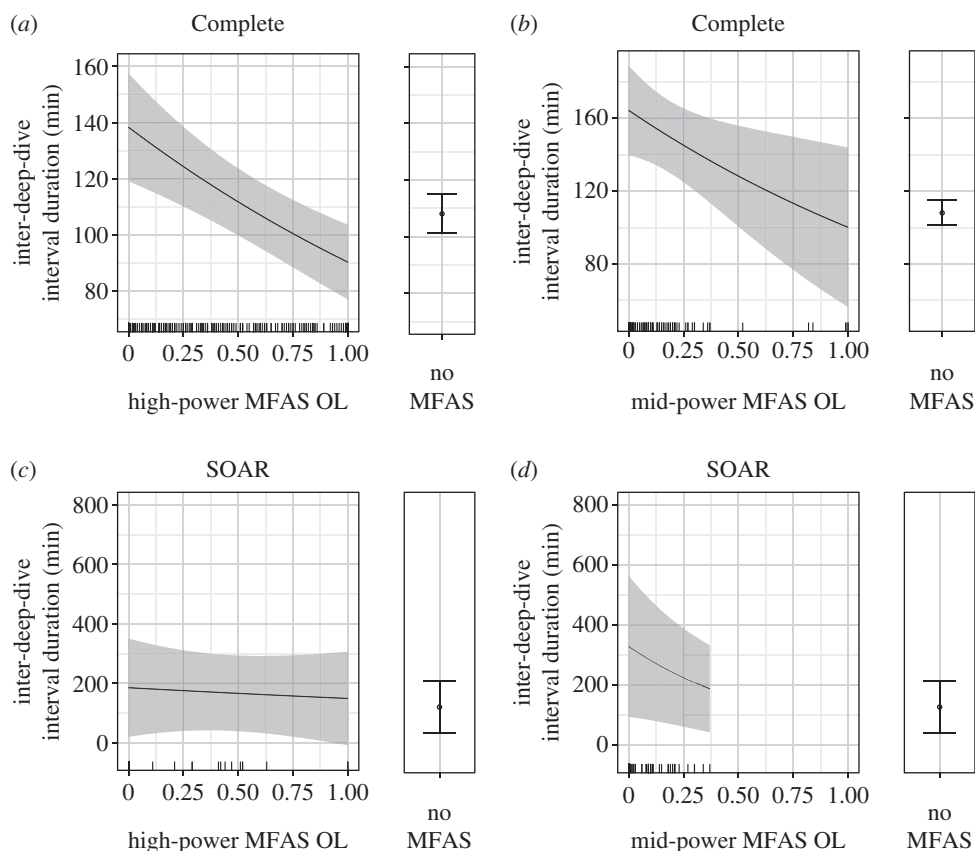 (a) Complete
inter-deep-dive
interval duration (min)
160
140
120
100
80
0 0.25 0.50 0.75 1.00
high-power MFAS OL
no
MFAS
(b) Complete
inter-deep-dive
interval duration (min)
160
120
80
0 0.25 0.50 0.75 1.00
mid-power MFAS OL
no
MFAS
(c) SOAR
inter-deep-dive
interval duration (min)
800
600
400
200
0
0 0.25 0.50 0.75 1.00
high-power MFAS OL
no
MFAS
(d) SOAR
inter-deep-dive
interval duration (min)
800
600
400
200
0
0 0.25 0.50 0.75 1.00
mid-power MFAS OL
no
MFAS